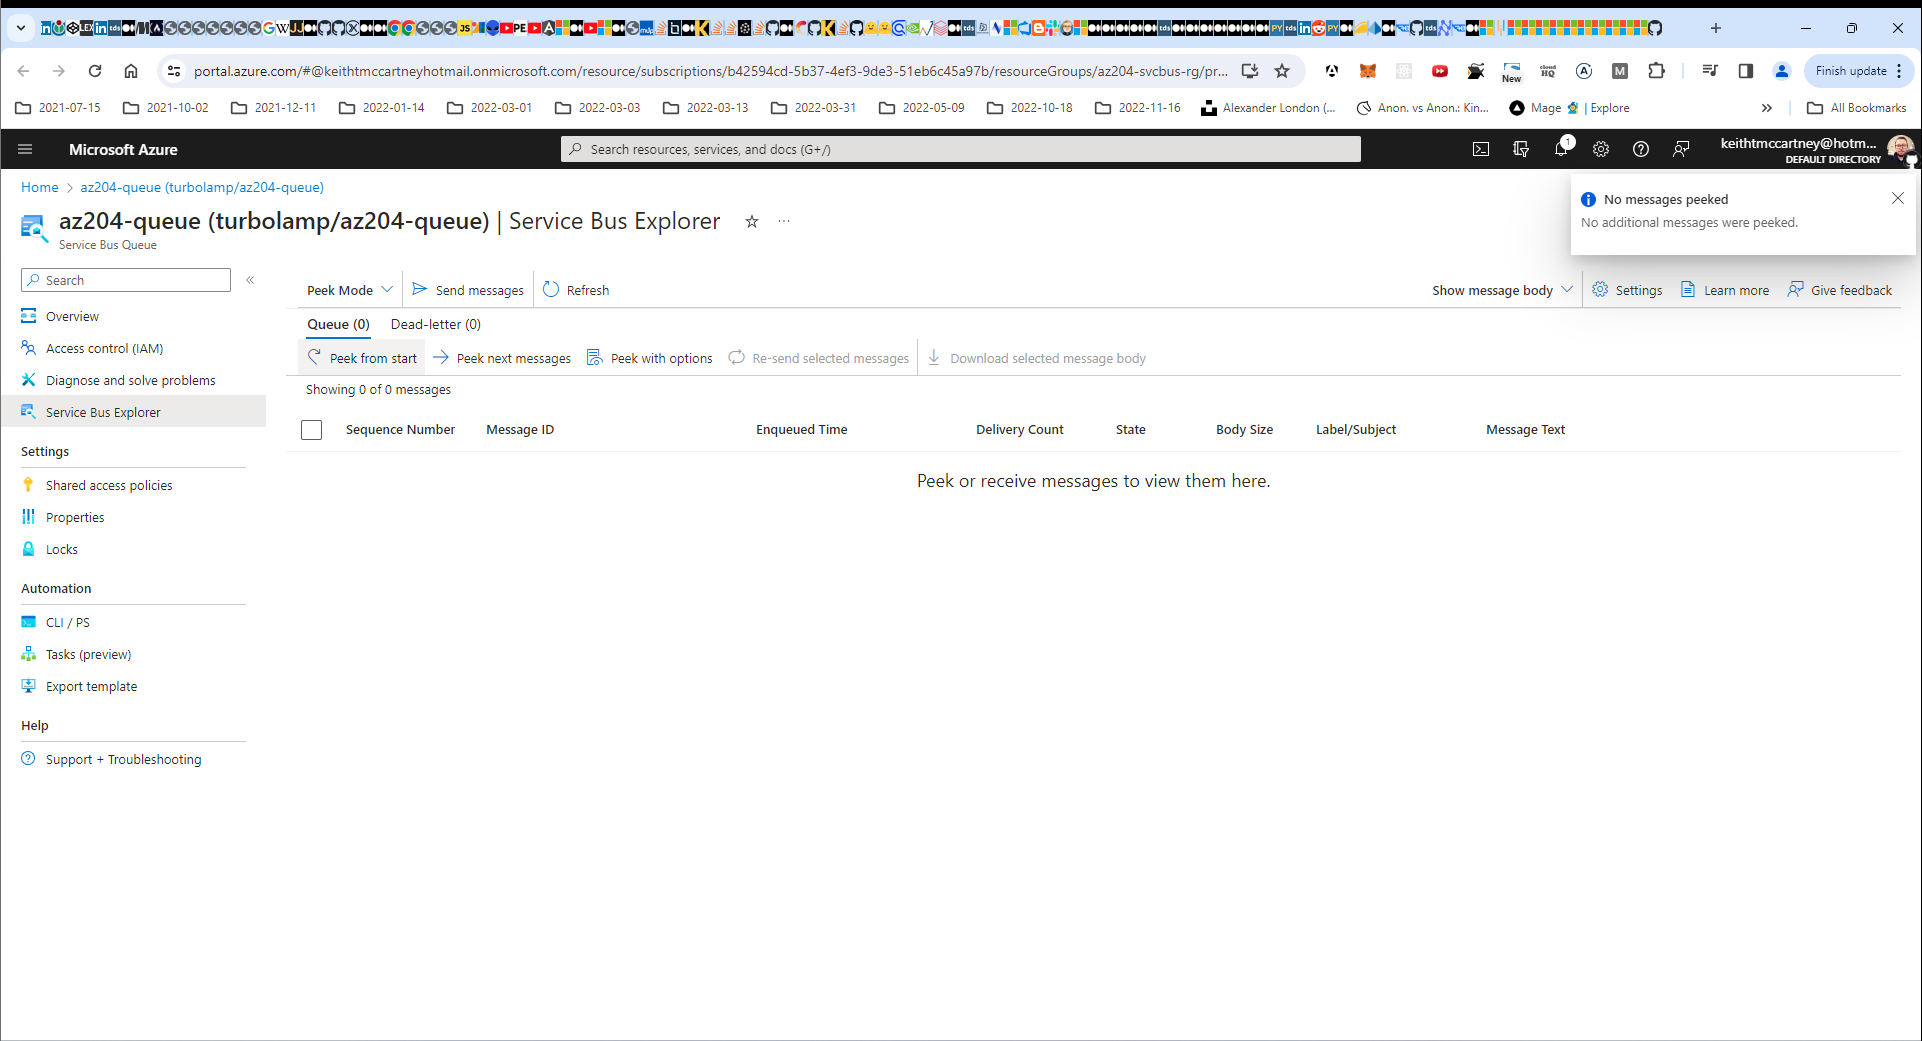 portal.azure.com/#@keithtmccartneyhotmail.onmicrosoft.com/resource/subscriptions/b42594cd-5b37-4ef3-9de3-51eb6c45a97b/resourceGroups/az204-svcbus-rg/pr...
New
cloud HQ
Finish update
2021-07-15
2021-10-02
2021-12-11
2022-01-14
2022-03-01
2022-03-03
2022-03-13
2022-03-31
2022-05-09
2022-10-18
2022-11-16
Alexander London (...
Anon. vs Anon.: Kin...
Mage 🧙 | Explore
All Bookmarks
Microsoft Azure
Search resources, services, and docs (G+/)
1
keithtmccartney@hotm...
DEFAULT DIRECTORY
Home > az204-queue (turbolamp/az204-queue)
No messages peeked
No additional messages were peeked.
az204-queue (turbolamp/az204-queue) | Service Bus Explorer
Service Bus Queue
Search
Peek Mode
Send messages
Refresh
Show message body
Settings
Learn more
Give feedback
Overview
Access control (IAM)
Diagnose and solve problems
Service Bus Explorer
Settings
Shared access policies
Properties
Locks
Automation
CLI / PS
Tasks (preview)
Export template
Help
Support + Troubleshooting
Queue (0)
Dead-letter (0)
Peek from start
Peek next messages
Peek with options
Re-send selected messages
Download selected message body
Showing 0 of 0 messages
Sequence Number
Message ID
Enqueued Time
Delivery Count
State
Body Size
Label/Subject
Message Text
Peek or receive messages to view them here.